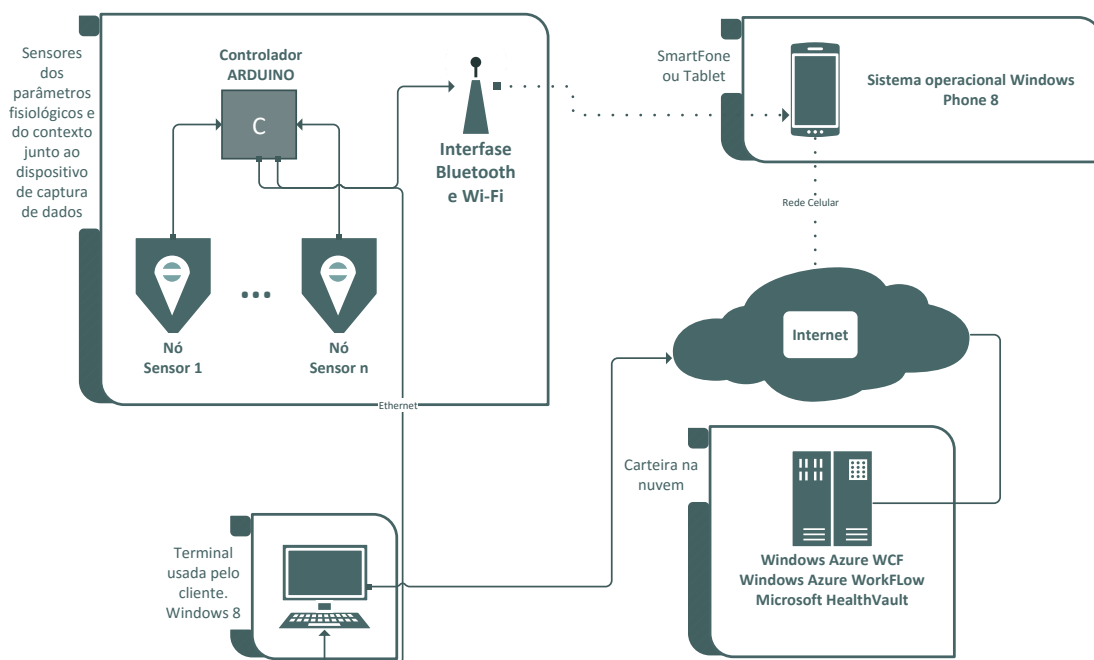 Sensores
dos
parâmetros
fisiológicos e
do contexto
junto ao
dispositivo
de captura
de dados
Controlador
ARDUINO
C
Interfase
Bluetooth
e Wi-Fi
Nó
Sensor 1
...
Nó
Sensor n
SmartFone
ou Tablet
Sistema operacional Windows
Phone 8
Rede Celular
Internet
Ethernet
Carteira na
nuvem
Windows Azure WCF
Windows Azure WorkFLow
Microsoft HealthVault
Terminal
usada pelo
cliente.
Windows 8